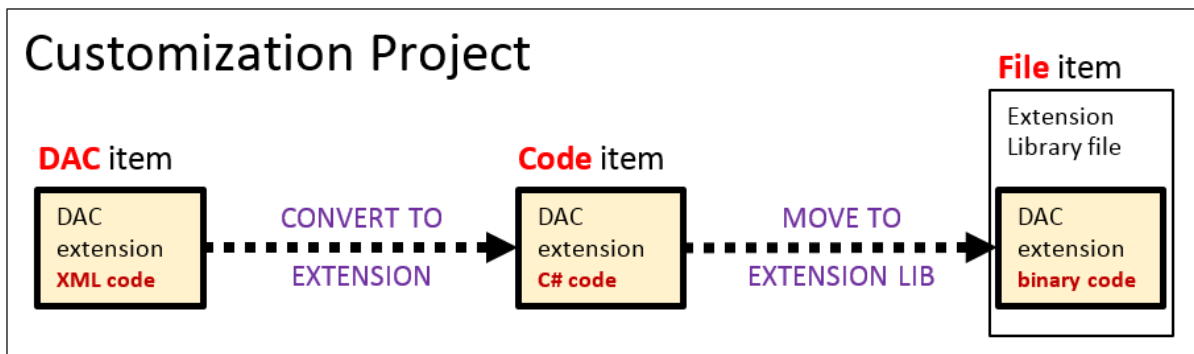 Customization Project
File item
Extension
Library file
DAC item
Code item
DAC
extension
XML code
CONVERT TO
EXTENSION
DAC
extension
C# code
MOVE TO
EXTENSION LIB
DAC
extension
binary code